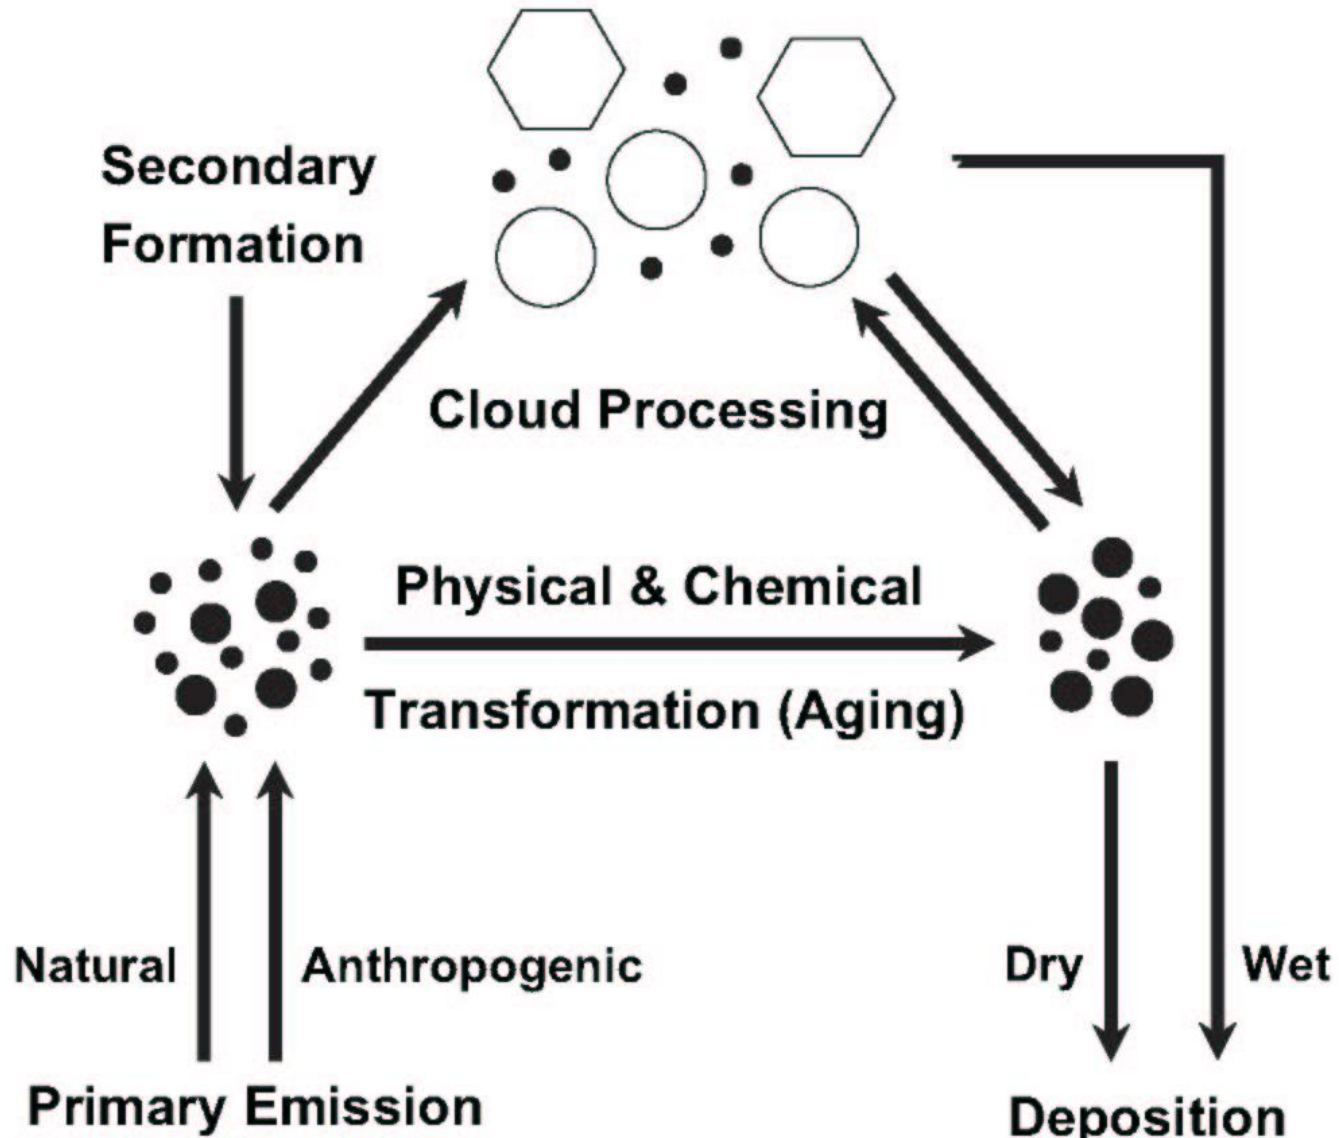 Secondary
Formation
Cloud Processing
Physical & Chemical
Transformation (Aging)
Natural
Anthropogenic
Dry
Wet
Primary Emission
Deposition